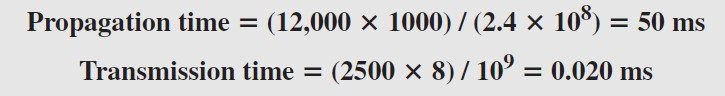 Propagation time = (12,000 × 1000) / (2.4 × 10⁸) = 50 ms
Transmission time = (2500 × 8) / 10⁹ = 0.020 ms